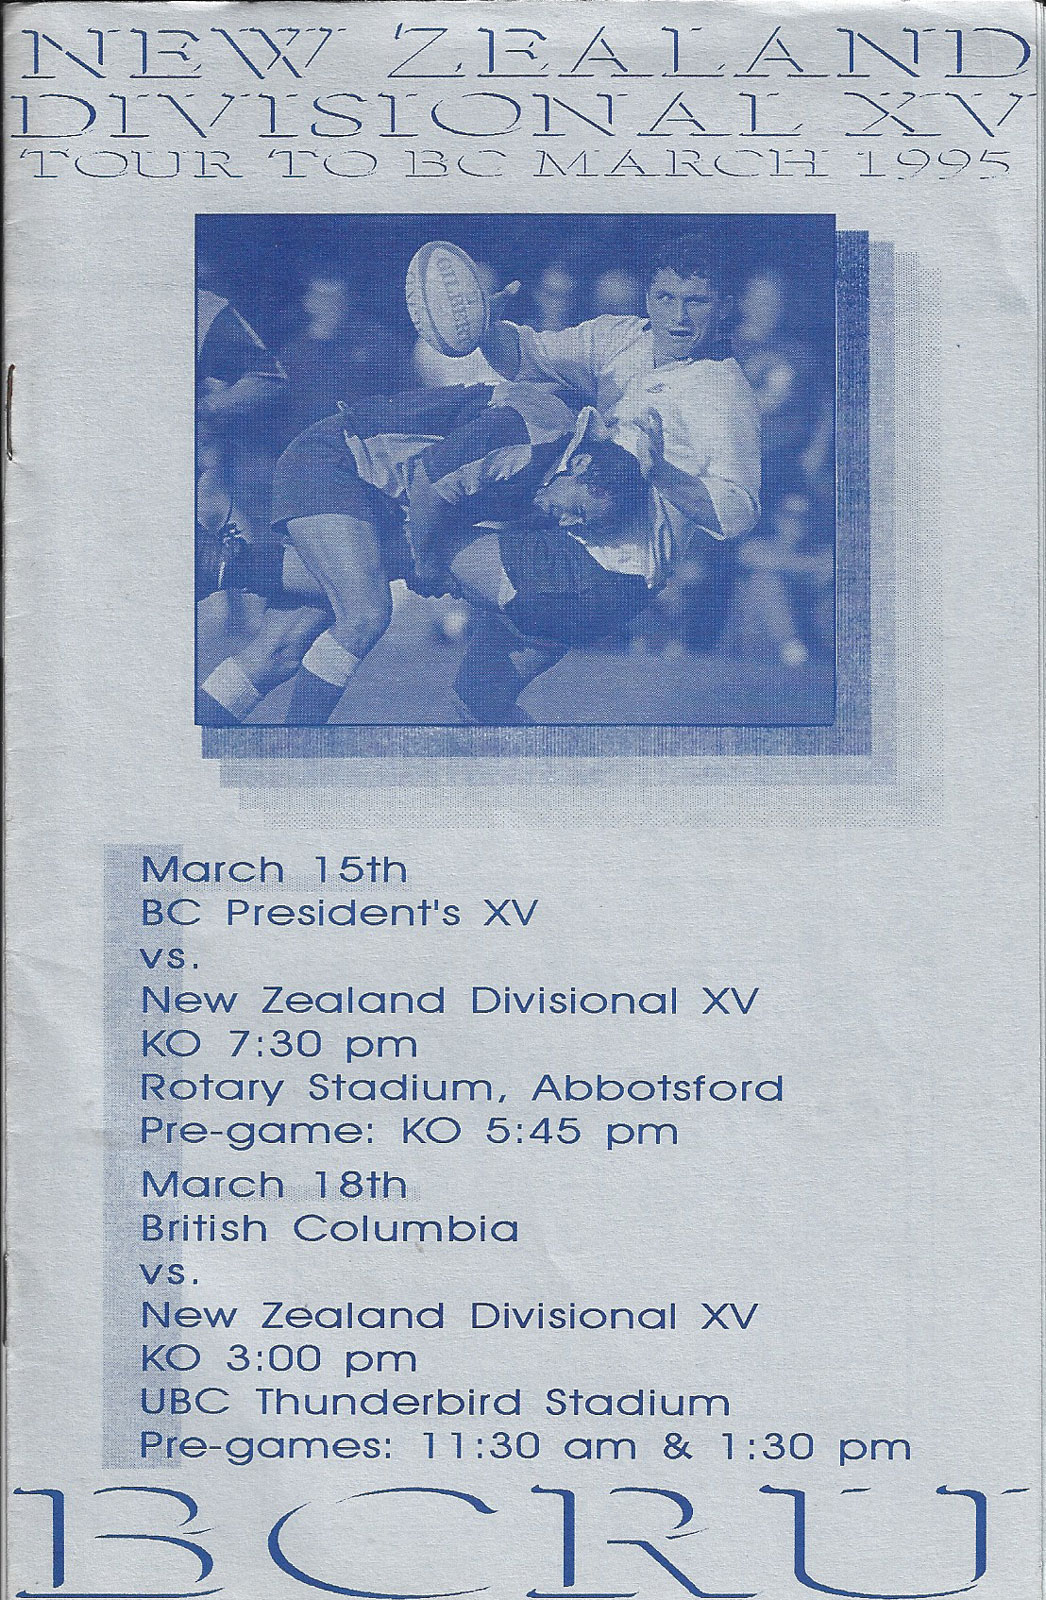 NEW ZEALAND
DIVISIONAL XV
TOUR TO BC MARCH 1995
GILBERT
March 15th
BC President's XV
vs.
New Zealand Divisional XV
KO 7:30 pm
Rotary Stadium, Abbotsford
Pre-game: KO 5:45 pm
March 18th
British Columbia
vs.
New Zealand Divisional XV
KO 3:00 pm
UBC Thunderbird Stadium
Pre-games: 11:30 am & 1:30 pm
BCRU